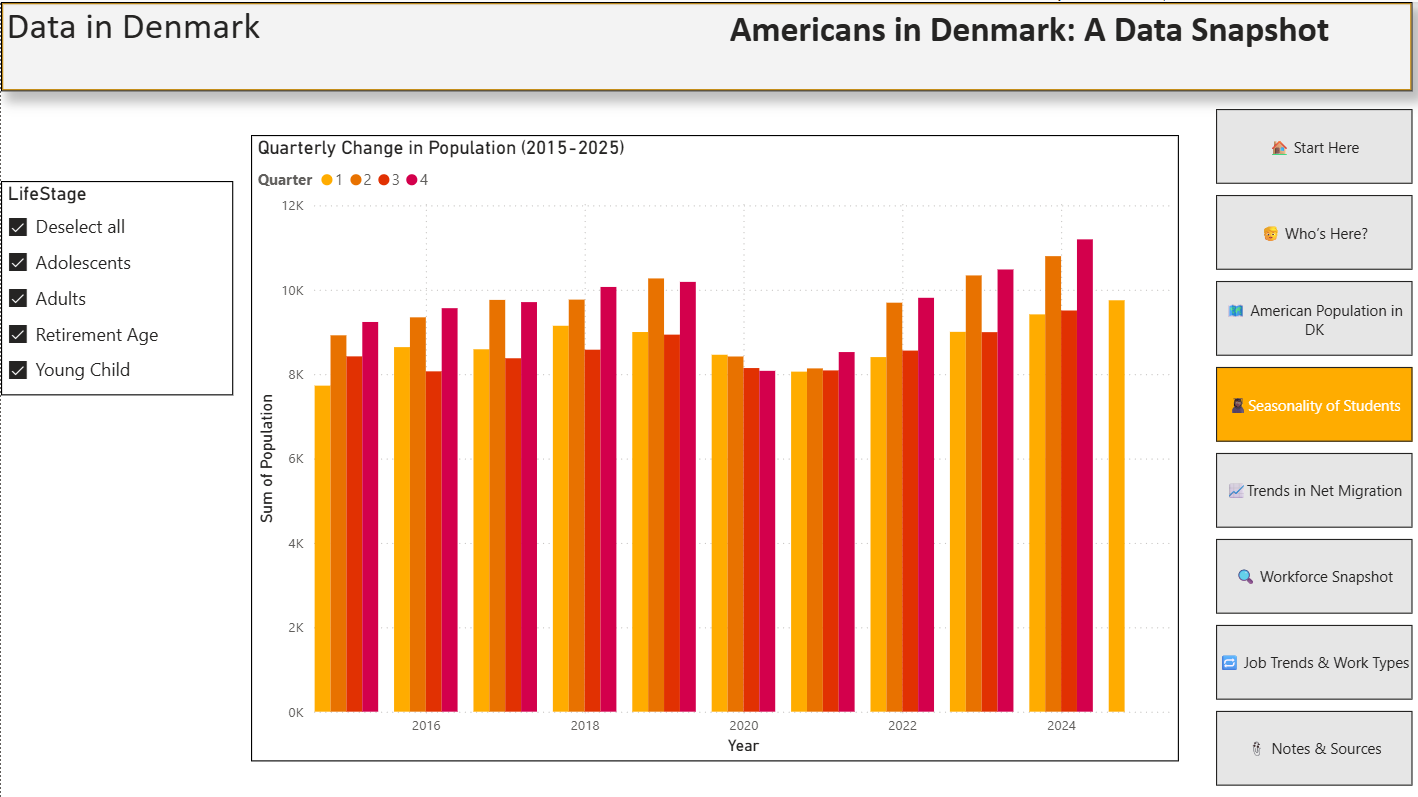 Data in Denmark
Americans in Denmark: A Data Snapshot
LifeStage
Deselect all
Adolescents
Adults
Retirement Age
Young Child
Quarterly Change in Population (2015-2025)
Quarter 1 2 3 4
12K
10K
8K
6K
4K
2K
0K
Sum of Population
2016 2018 2020 2022 2024
Year
Start Here
Who's Here?
American Population in
DK
Seasonality of Students
Trends in Net Migration
Workforce Snapshot
Job Trends & Work Types
Notes & Sources